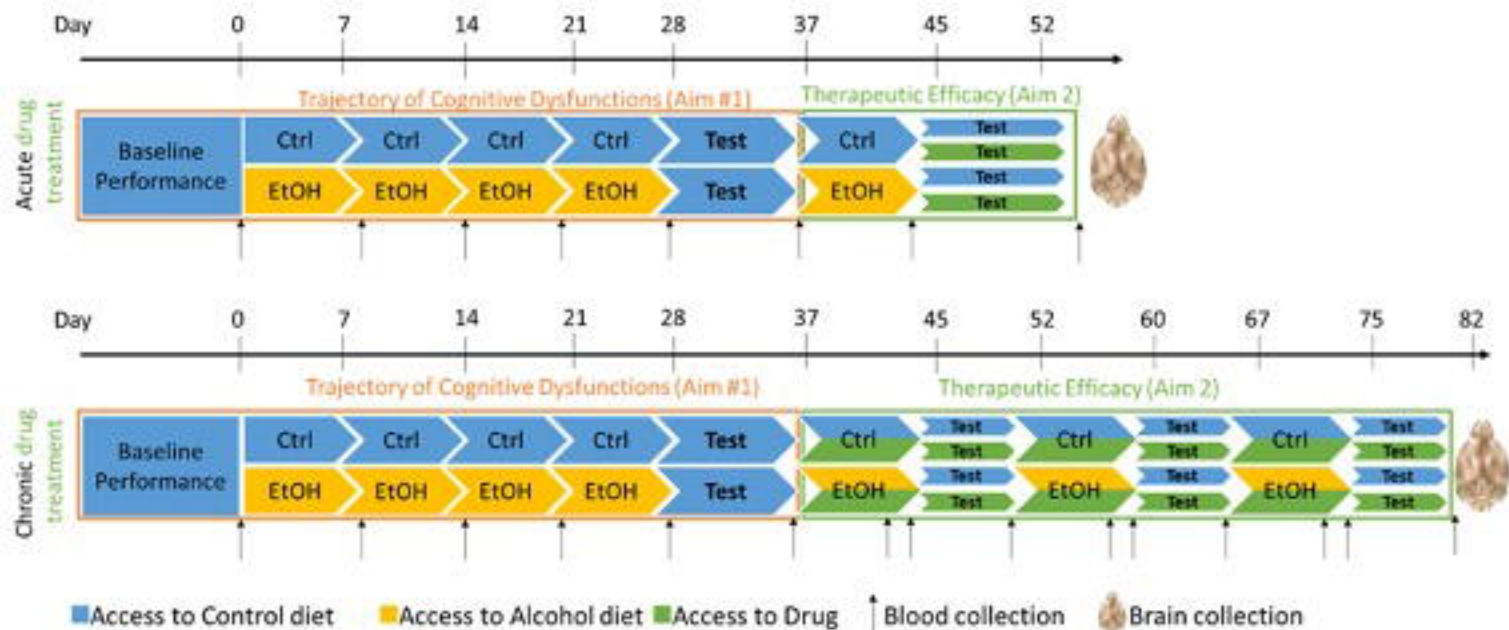 Day 0 7 14 21 28 37 45 52
Trajectory of Cognitive Dysfunctions (Aim #1) Therapeutic Efficacy (Aim 2)
Acute drug
treatment
Baseline
Performance
Ctrl Ctrl Ctrl Ctrl Test Ctrl
EtOH EtOH EtOH EtOH Test EtOH
Test
Test
Test
Test
Day 0 7 14 21 28 37 45 52 60 67 75 82
Trajectory of Cognitive Dysfunctions (Aim #1) Therapeutic Efficacy (Aim 2)
Chronic drug
treatment
Baseline
Performance
Ctrl Ctrl Ctrl Ctrl Test Ctrl Ctrl Ctrl
EtOH EtOH EtOH EtOH Test EtOH EtOH EtOH
Test Test Test
Test Test Test
Test Test Test
Test Test Test
Access to Control diet Access to Alcohol diet Access to Drug Blood collection Brain collection